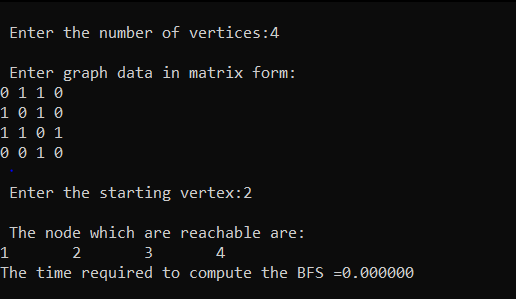 Enter the number of vertices:4
Enter graph data in matrix form:
0 1 1 0
1 0 1 0
1 1 0 1
0 0 1 0
Enter the starting vertex:2
The node which are reachable are:
1 2 3 4
The time required to compute the BFS =0.000000